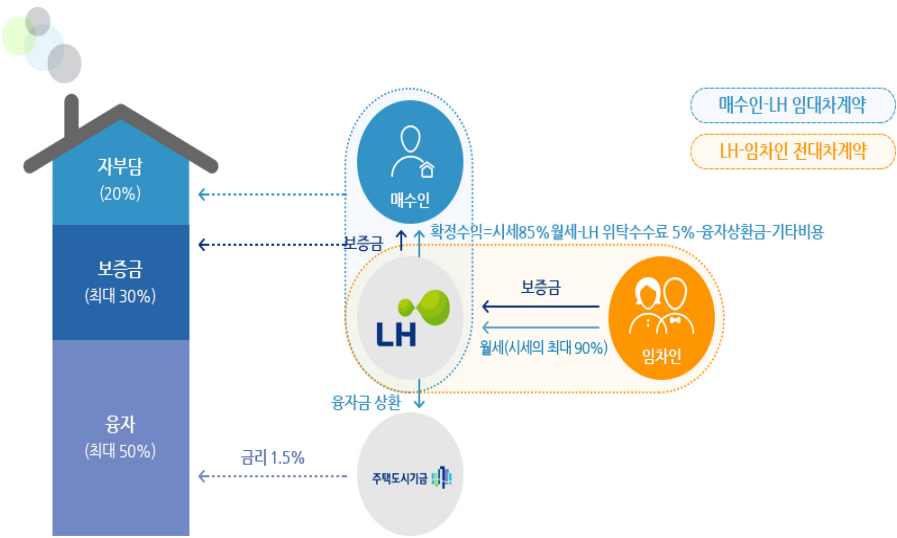 매수인-LH 임대차계약
LH-임차인 전대차계약
자부담
(20%)
매수인
보증금
확정수익=시세85%월세-LH 위탁수수료 5%-융자상환금-기타비용
보증금
(최대 30%)
LH
보증금
월세(시세의 최대 90%)
임차인
융자금 상환
융자
(최대 50%)
금리 1.5%
주택도시기금